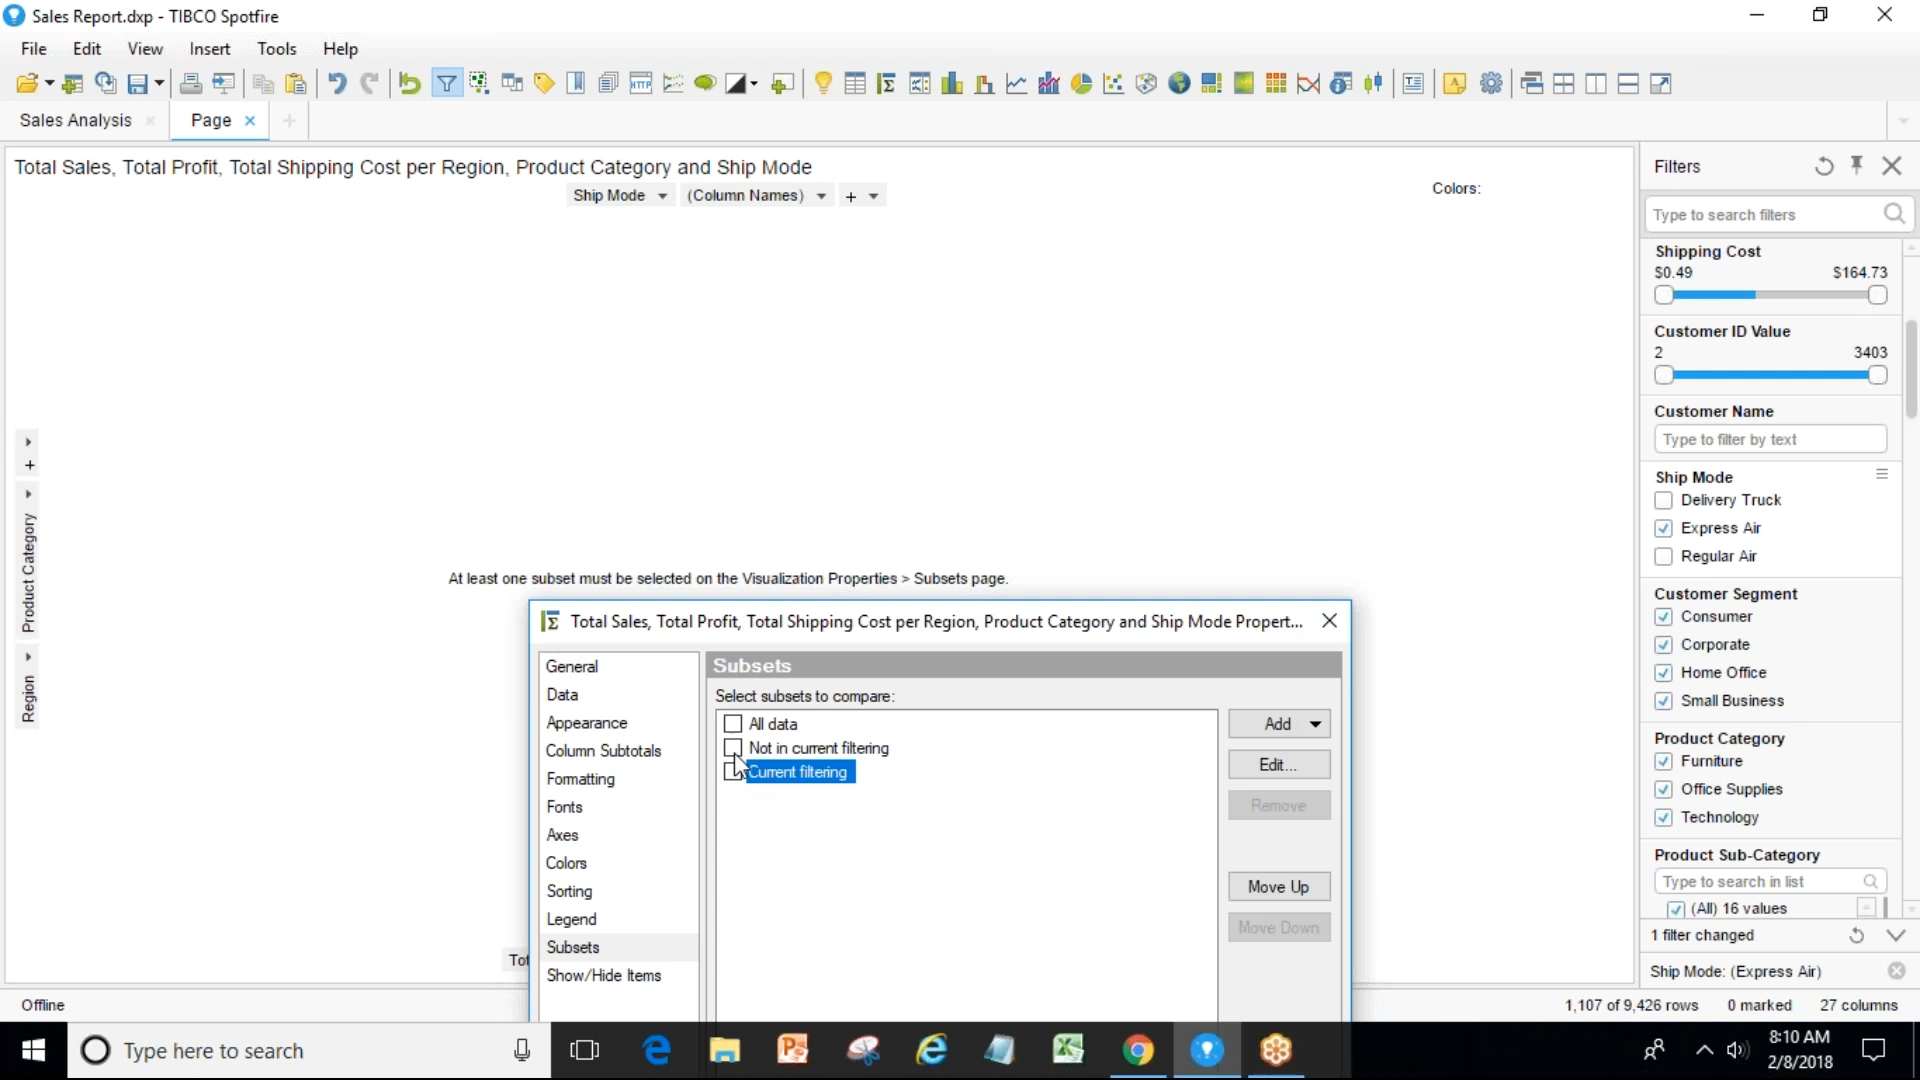 Sales Report.dxp - TIBCO Spotfire
File Edit View Insert Tools Help
HTTP
Sales Analysis Page
Total Sales, Total Profit, Total Shipping Cost per Region, Product Category and Ship Mode
Ship Mode (Column Names) +
Colors:
+
Product Category
Region
At least one subset must be selected on the Visualization Properties > Subsets page.
Total Sales, Total Profit, Total Shipping Cost per Region, Product Category and Ship Mode Propert...
General
Data
Appearance
Column Subtotals
Formatting
Fonts
Axes
Colors
Sorting
Legend
Subsets
Show/Hide Items
Subsets
Select subsets to compare:
All data
Not in current filtering
Current filtering
Add
Edit...
Remove
Move Up
Move Down
Tot
Filters
Type to search filters
Shipping Cost
$0.49 $164.73
Customer ID Value
2 3403
Customer Name
Type to filter by text
Ship Mode
Delivery Truck
Express Air
Regular Air
Customer Segment
Consumer
Corporate
Home Office
Small Business
Product Category
Furniture
Office Supplies
Technology
Product Sub-Category
Type to search in list
(All) 16 values
1 filter changed
Ship Mode: (Express Air)
Offline
1,107 of 9,426 rows 0 marked 27 columns
Type here to search
8:10 AM
2/8/2018